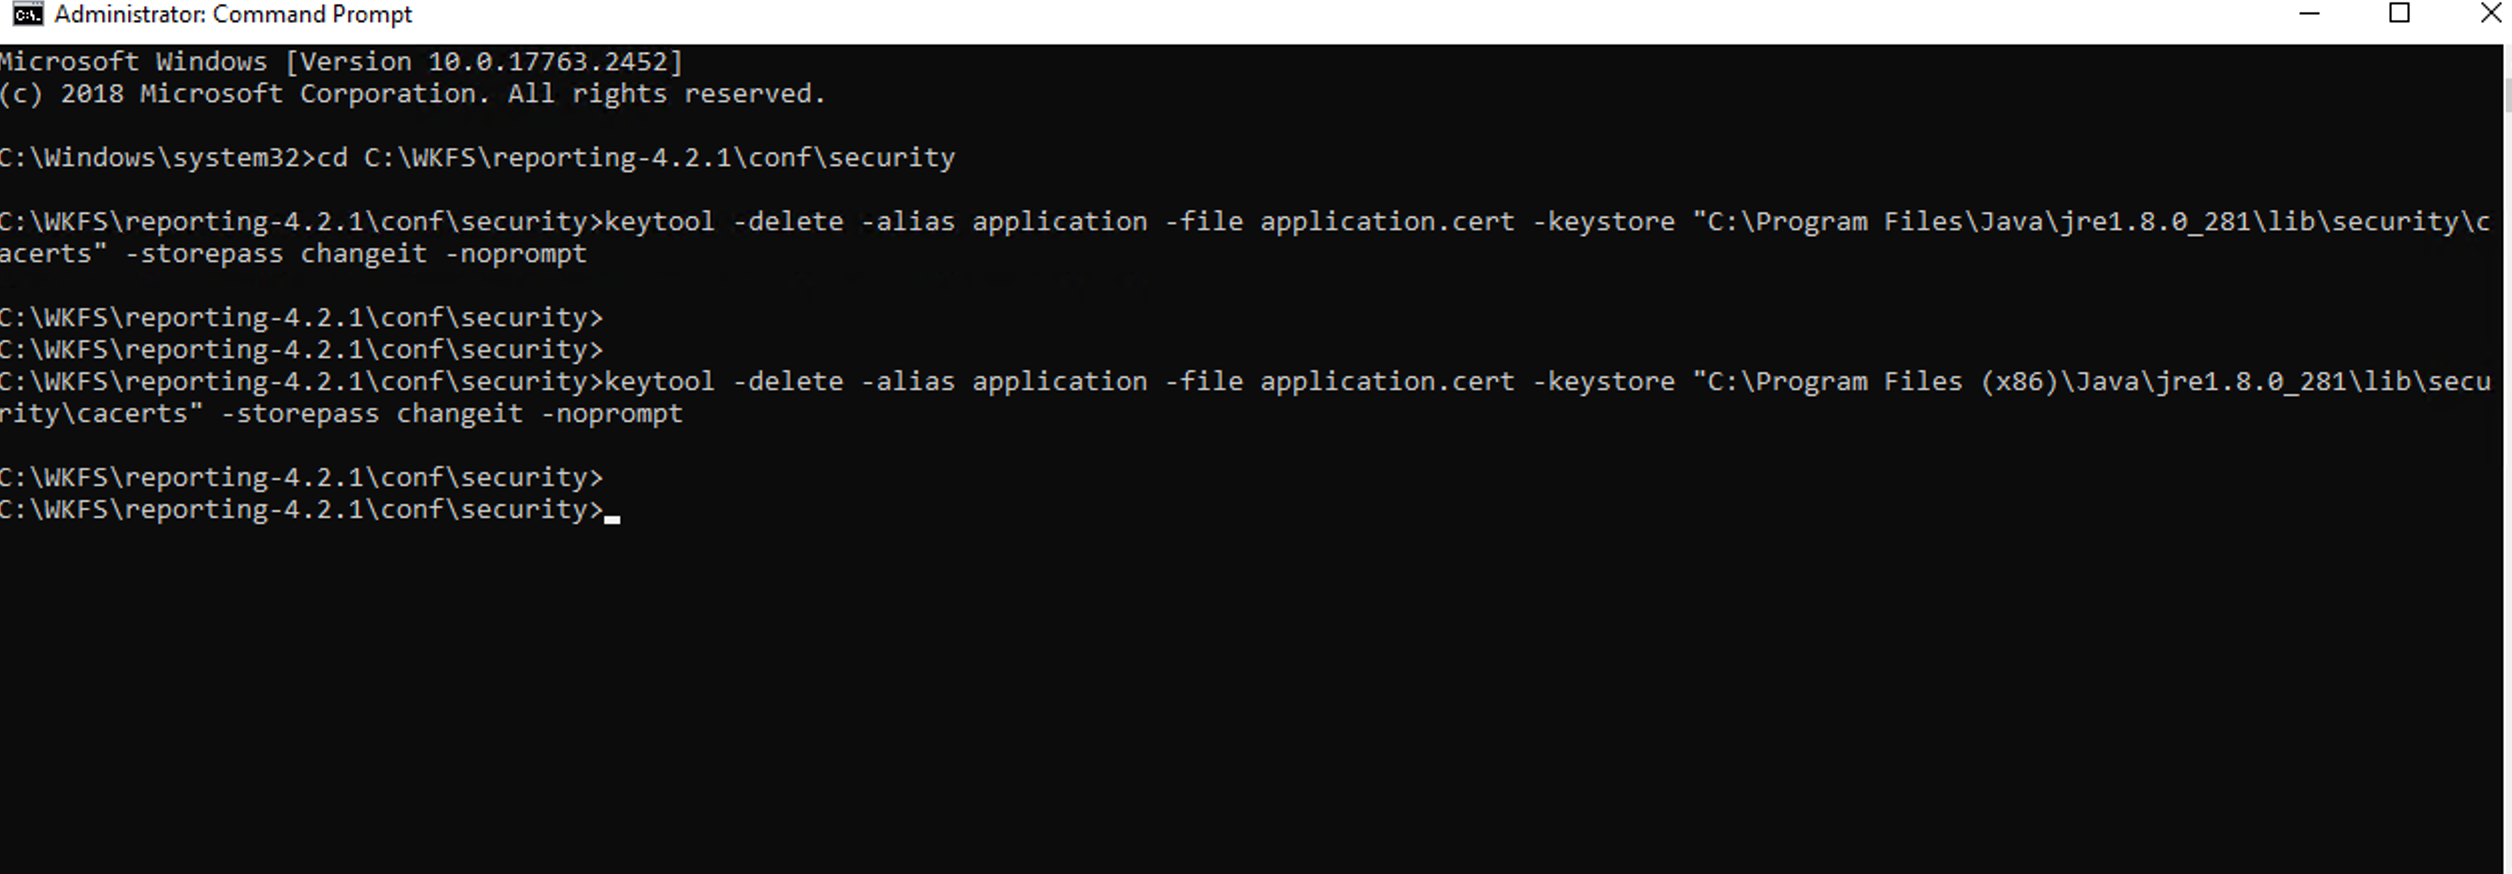 Administrator: Command Prompt
Microsoft Windows [Version 10.0.17763.2452]
(c) 2018 Microsoft Corporation. All rights reserved.
C:\Windows\system32>cd C:\WKFS\reporting-4.2.1\conf\security
C:\WKFS\reporting-4.2.1\conf\security>keytool -delete -alias application -file application.cert -keystore "C:\Program Files\Java\jre1.8.0_281\lib\security\c
acerts" -storepass changeit -noprompt
C:\WKFS\reporting-4.2.1\conf\security>
C:\WKFS\reporting-4.2.1\conf\security>
C:\WKFS\reporting-4.2.1\conf\security>keytool -delete -alias application -file application.cert -keystore "C:\Program Files (x86)\Java\jre1.8.0_281\lib\secu
rity\cacerts" -storepass changeit -noprompt
C:\WKFS\reporting-4.2.1\conf\security>
C:\WKFS\reporting-4.2.1\conf\security>